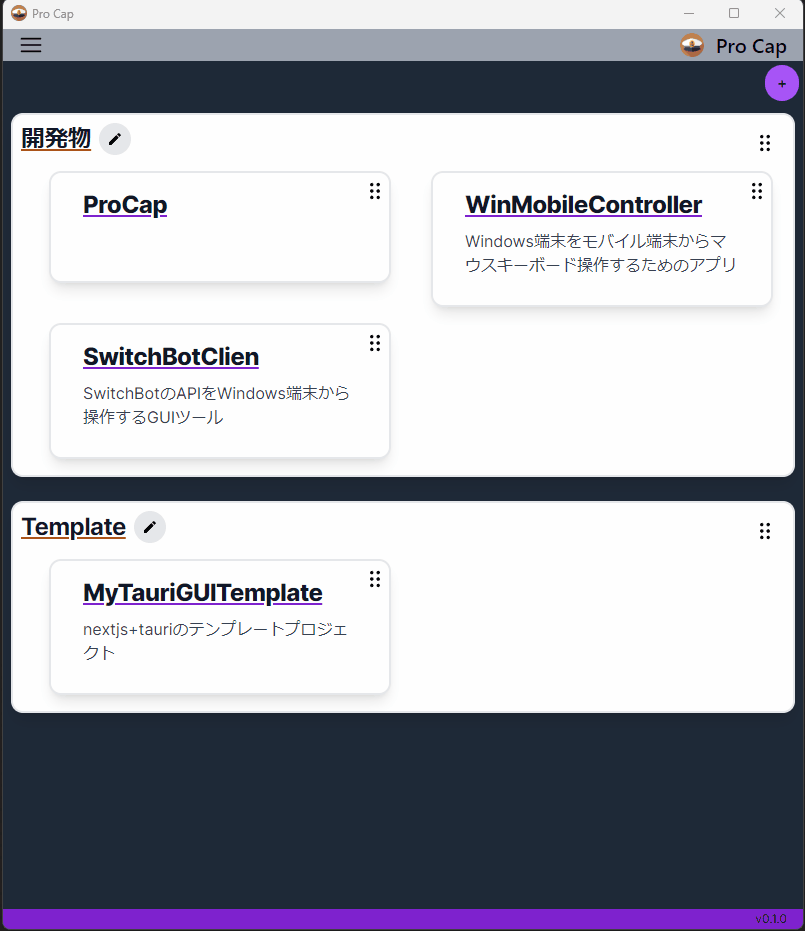 Pro Cap
Pro Cap
+
開発物
ProCap
WinMobileController
Windows端末をモバイル端末からマ
ウスキーボード操作するためのアプリ
SwitchBotClien
SwitchBotのAPIをWindows端末から
操作するGUIツール
Template
MyTauriGUITemplate
nextjs+tauriのテンプレートプロジェ
クト
v0.1.0